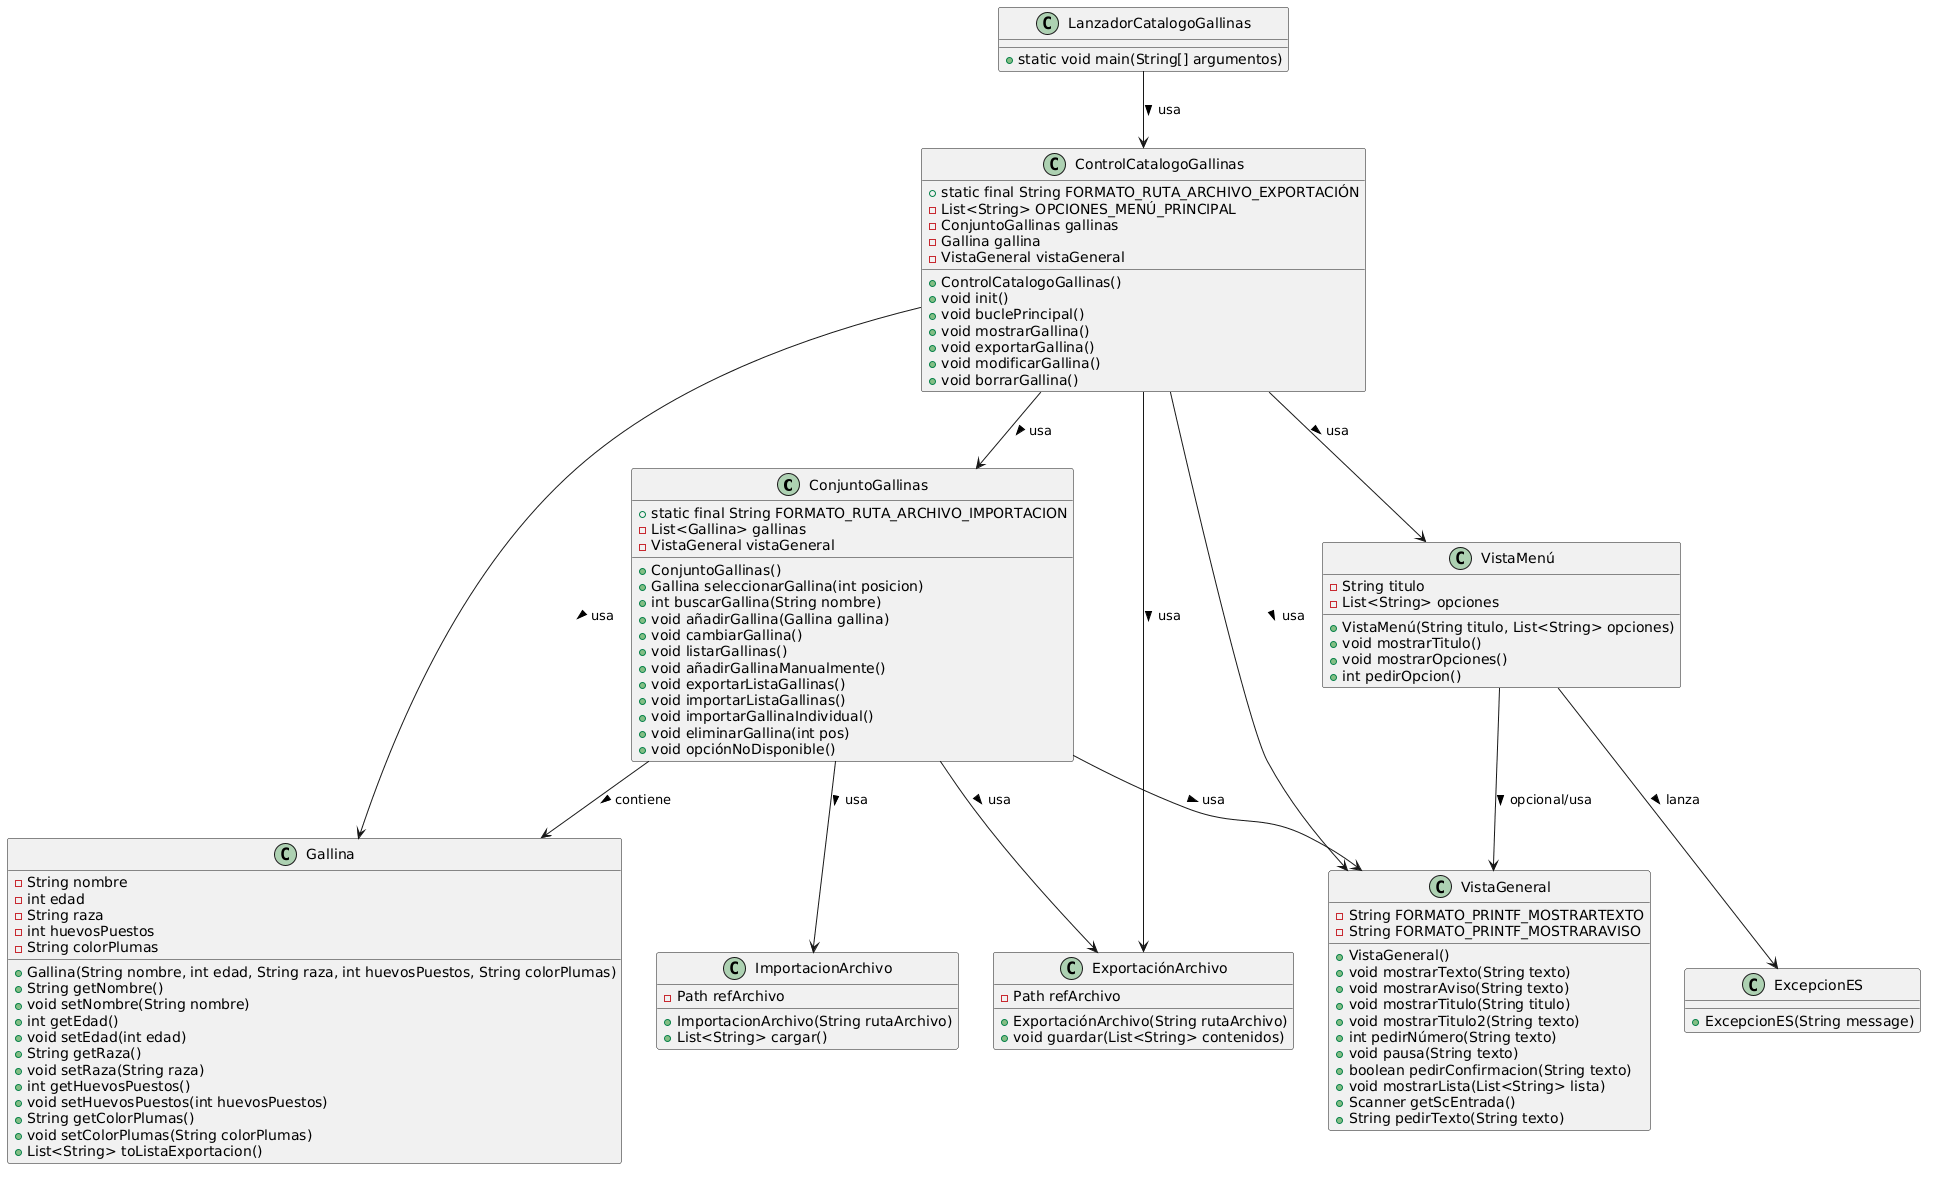 C LanzadorCatalogoGallinas
static void main(String[] argumentos)
usa
C ControlCatalogoGallinas
static final String FORMATO_RUTA_ARCHIVO_EXPORTACIÓN
List<String> OPCIONES_MENÚ_PRINCIPAL
ConjuntoGallinas gallinas
Gallina gallina
VistaGeneral vistaGeneral
ControlCatalogoGallinas()
void init()
void buclePrincipal()
void mostrarGallina()
void exportarGallina()
void modificarGallina()
void borrarGallina()
usa
usa
usa
usa
usa
C ConjuntoGallinas
static final String FORMATO_RUTA_ARCHIVO_IMPORTACION
List<Gallina> gallinas
VistaGeneral vistaGeneral
ConjuntoGallinas()
Gallina seleccionarGallina(int posicion)
int buscarGallina(String nombre)
void añadirGallina(Gallina gallina)
void cambiarGallina()
void listarGallinas()
void añadirGallinaManualmente()
void exportarListaGallinas()
void importarListaGallinas()
void importarGallinaIndividual()
void eliminarGallina(int pos)
void opciónNoDisponible()
C VistaMenú
String titulo
List<String> opciones
VistaMenú(String titulo, List<String> opciones)
void mostrarTitulo()
void mostrarOpciones()
int pedirOpcion()
contiene
usa
usa
usa
opcional/usa
lanza
C Gallina
String nombre
int edad
String raza
int huevosPuestos
String colorPlumas
Gallina(String nombre, int edad, String raza, int huevosPuestos, String colorPlumas)
String getNombre()
void setNombre(String nombre)
int getEdad()
void setEdad(int edad)
String getRaza()
void setRaza(String raza)
int getHuevosPuestos()
void setHuevosPuestos(int huevosPuestos)
String getColorPlumas()
void setColorPlumas(String colorPlumas)
List<String> toListaExportacion()
C ImportacionArchivo
Path refArchivo
ImportacionArchivo(String rutaArchivo)
List<String> cargar()
C ExportaciónArchivo
Path refArchivo
ExportaciónArchivo(String rutaArchivo)
void guardar(List<String> contenidos)
C VistaGeneral
String FORMATO_PRINTF_MOSTRARTEXTO
String FORMATO_PRINTF_MOSTRARAVISO
VistaGeneral()
void mostrarTexto(String texto)
void mostrarAviso(String texto)
void mostrarTitulo(String titulo)
void mostrarTitulo2(String texto)
int pedirNúmero(String texto)
void pausa(String texto)
boolean pedirConfirmacion(String texto)
void mostrarLista(List<String> lista)
Scanner getScEntrada()
String pedirTexto(String texto)
C ExcepcionES
ExcepcionES(String message)